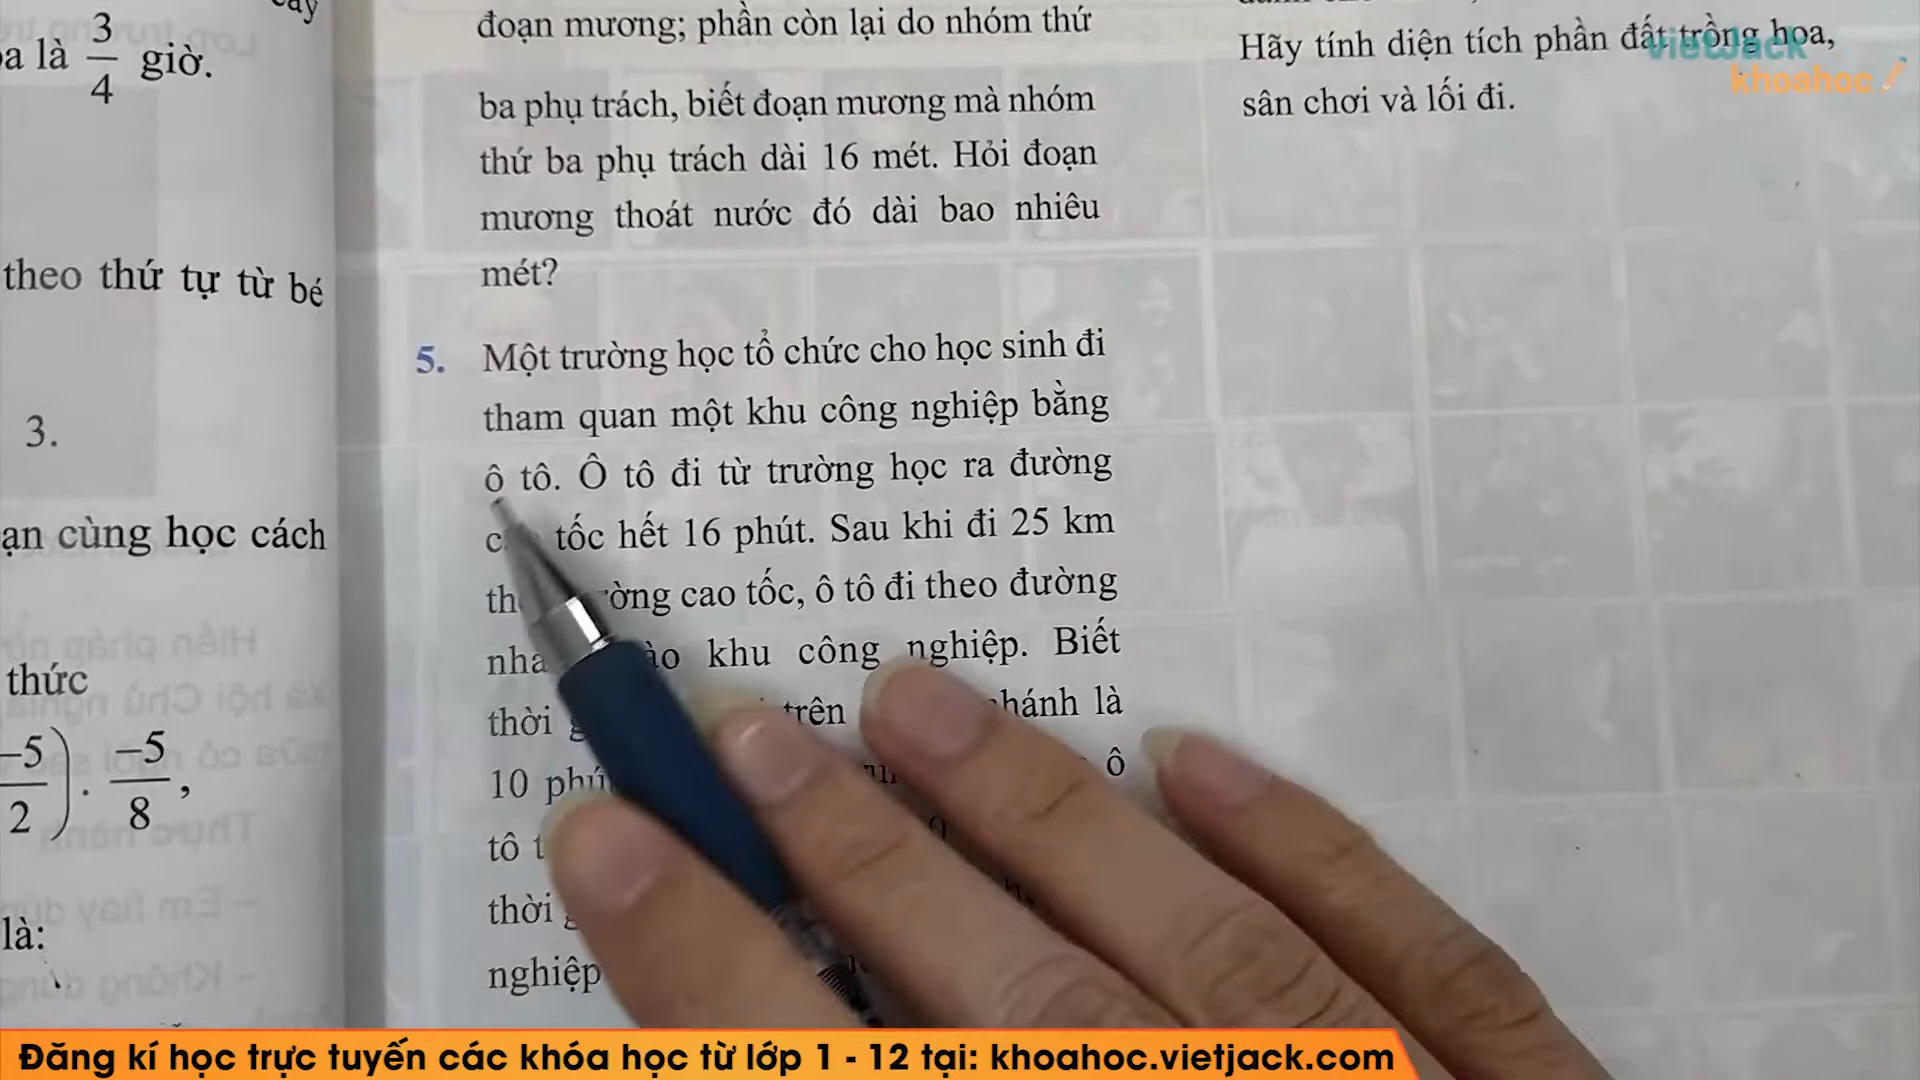 a là 3/4 giờ.
theo thứ tự từ bé
3.
ạn cùng học cách
thức
−5/2) . −5/8 ,
là:
đoạn mương; phần còn lại do nhóm thứ
ba phụ trách, biết đoạn mương mà nhóm
thứ ba phụ trách dài 16 mét. Hỏi đoạn
mương thoát nước đó dài bao nhiêu
mét?
5. Một trường học tổ chức cho học sinh đi
tham quan một khu công nghiệp bằng
ô tô. Ô tô đi từ trường học ra đường
tốc hết 16 phút. Sau khi đi 25 km
cao tốc, ô tô đi theo đường
khu công nghiệp. Biết
thời trên là
10 phút ô
tô
thời
nghiệp
Hãy tính diện tích phần đất trồng hoa,
sân chơi và lối đi.
vietJack
khoahoc
Đăng kí học trực tuyến các khóa học từ lớp 1 - 12 tại: khoahoc.vietjack.com